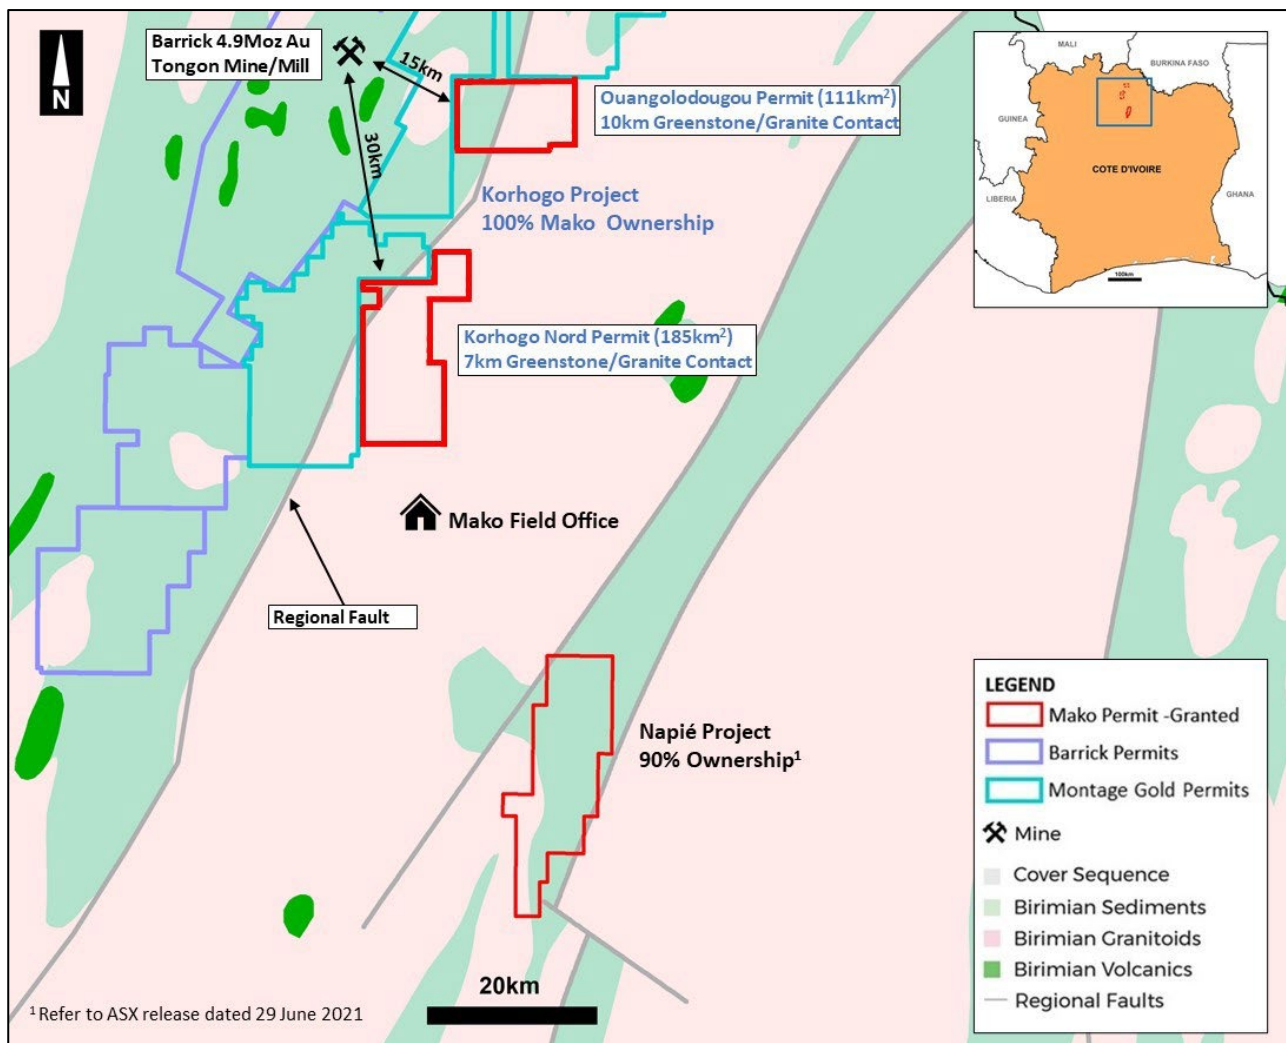 N
Barrick 4.9Moz Au
Tongon Mine/Mill
15km
30km
Ouangolodougou Permit (111km²)
10km Greenstone/Granite Contact
Korhogo Project
100% Mako Ownership
Korhogo Nord Permit (185km²)
7km Greenstone/Granite Contact
Mako Field Office
Regional Fault
Napié Project
90% Ownership¹
20km
¹ Refer to ASX release dated 29 June 2021
MALI
BURKINA FASO
GUINEA
COTE D'IVOIRE
LIBERIA
GHANA
100km
LEGEND
Mako Permit -Granted
Barrick Permits
Montage Gold Permits
Mine
Cover Sequence
Birimian Sediments
Birimian Granitoids
Birimian Volcanics
Regional Faults